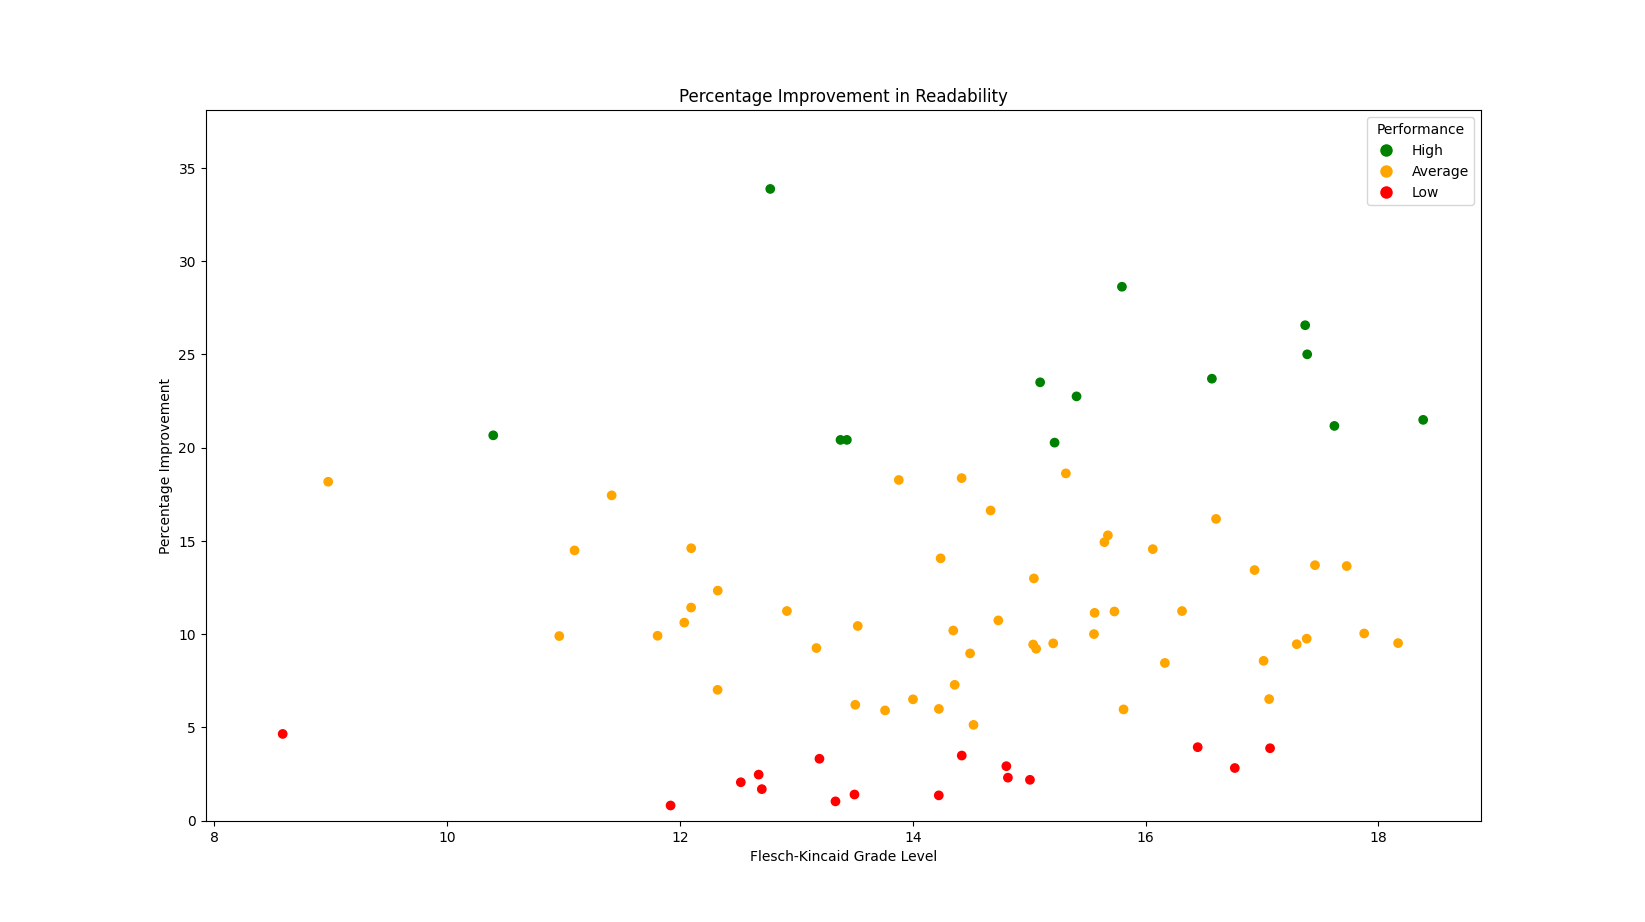 Percentage Improvement in Readability
Performance
High
Average
Low
35
30
25
20
15
10
5
0
Percentage Improvement
8 10 12 14 16 18
Flesch-Kincaid Grade Level